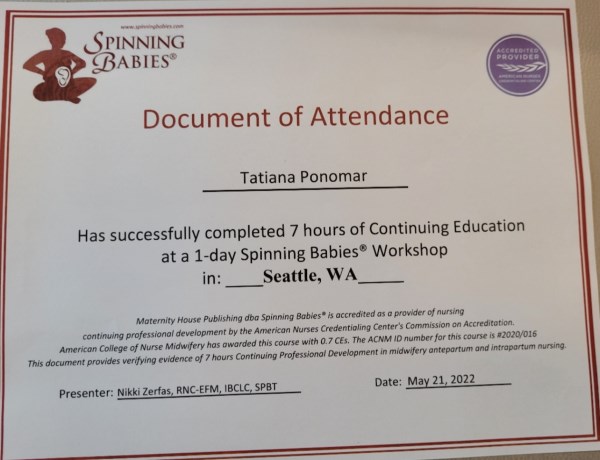 www.spinningbabies.com
SPINNING
BABIES®
ACCREDITED
PROVIDER
AMERICAN NURSES
Document of Attendance
Tatiana Ponomar
Has successfully completed 7 hours of Continuing Education
at a 1-day Spinning Babies® Workshop
in: ____Seattle, WA_____
Maternity House Publishing dba Spinning Babies® is accredited as a provider of nursing
continuing professional development by the American Nurses Credentialing Center's Commission on Accreditation.
American College of Nurse Midwifery has awarded this course with 0.7 CEs. The ACNM ID number for this course is #2020/016
This document provides verifying evidence of 7 hours Continuing Professional Development in midwifery antepartum and intrapartum nursing.
Presenter: Nikki Zerfas, RNC-EFM, IBCLC, SPBT
Date: May 21, 2022